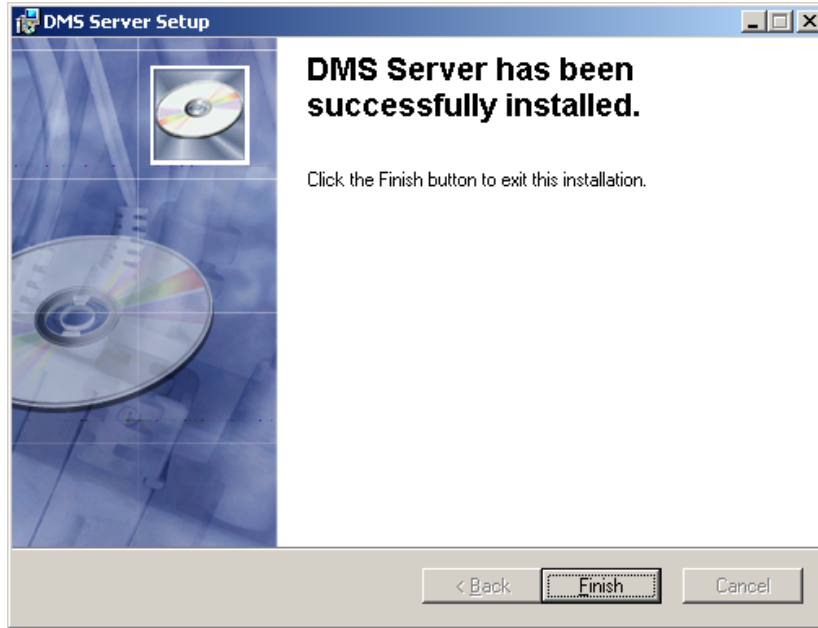 DMS Server Setup
DMS Server has been
successfully installed.
Click the Finish button to exit this installation.
< Back
Finish
Cancel